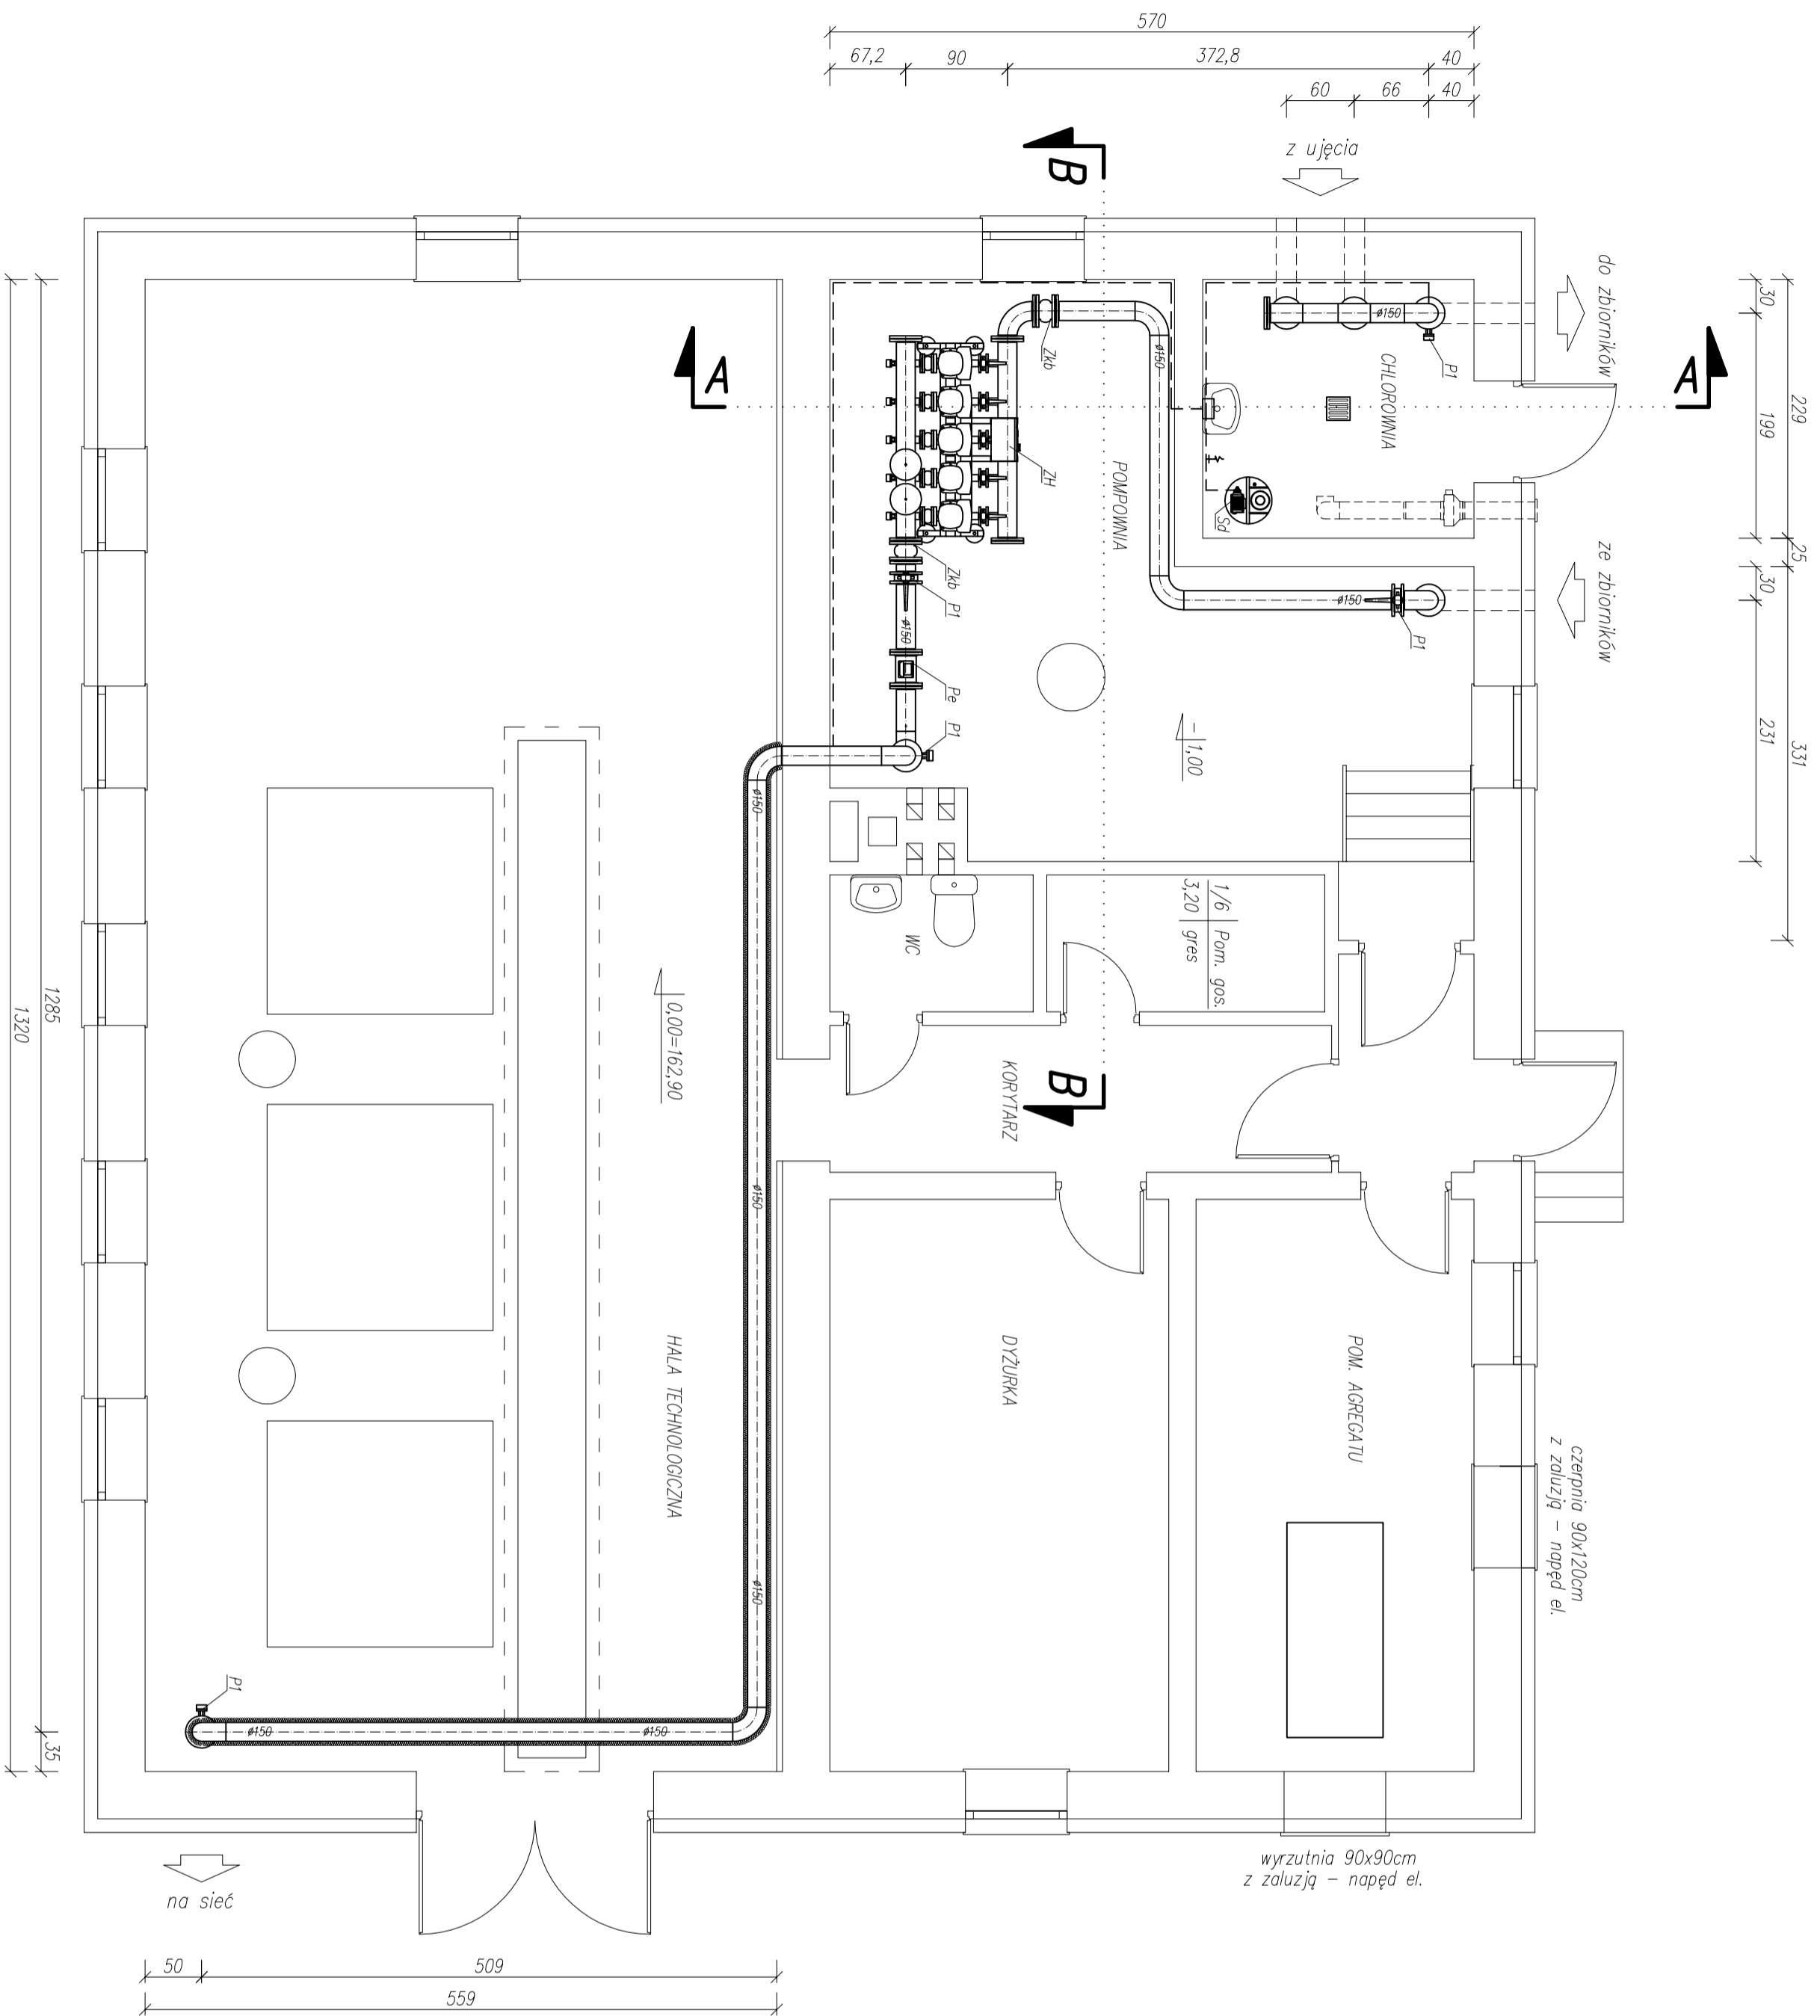 570
67,2
90
372,8
40
60
66
40
z ujęcia
do zbiorników
ze zbiorników
30
229
199
25
30
331
231
B
B
A
A
Zkb
ø150
ø150
P1
CHLOROWNIA
ZH
POMPOWNIA
Sd
Zkb
P1
ø150
Pe
P1
ø150
P1
- 1,00
ø150
1/6 Pom. gos.
3,20 gres
WC
0,00=162,90
KORYTARZ
ø150
HALA TECHNOLOGICZNA
DYŻURKA
POM. AGREGATU
czerpnia 90x120cm
z zaluzją - napęd el.
ø150
P1
ø150
ø150
1285
1320
35
wyrzutnia 90x90cm
z zaluzją - napęd el.
na sieć
50
509
559